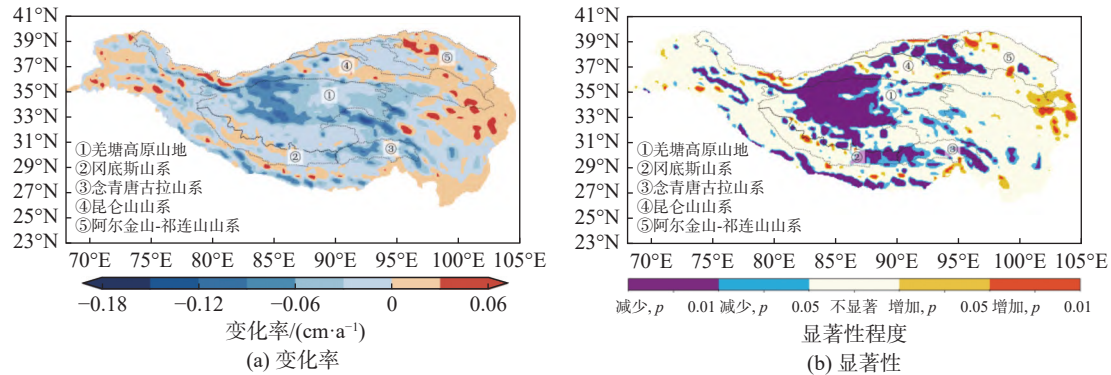 41°N
39°N
37°N
35°N
33°N
31°N
29°N
27°N
25°N
23°N
④
⑤
①
②
③
①羌塘高原山地
②冈底斯山系
③念青唐古拉山系
④昆仑山山系
⑤阿尔金山-祁连山山系
70°E 75°E 80°E 85°E 90°E 95°E 100°E 105°E
−0.18 −0.12 −0.06 0 0.06
变化率/(cm·a⁻¹)
(a) 变化率
41°N
39°N
37°N
35°N
33°N
31°N
29°N
27°N
25°N
23°N
④
⑤
①
②
③
①羌塘高原山地
②冈底斯山系
③念青唐古拉山系
④昆仑山山系
⑤阿尔金山-祁连山山系
70°E 75°E 80°E 85°E 90°E 95°E 100°E 105°E
减少, p 0.01 减少, p 0.05 不显著 增加, p 0.05 增加, p 0.01
显著性程度
(b) 显著性